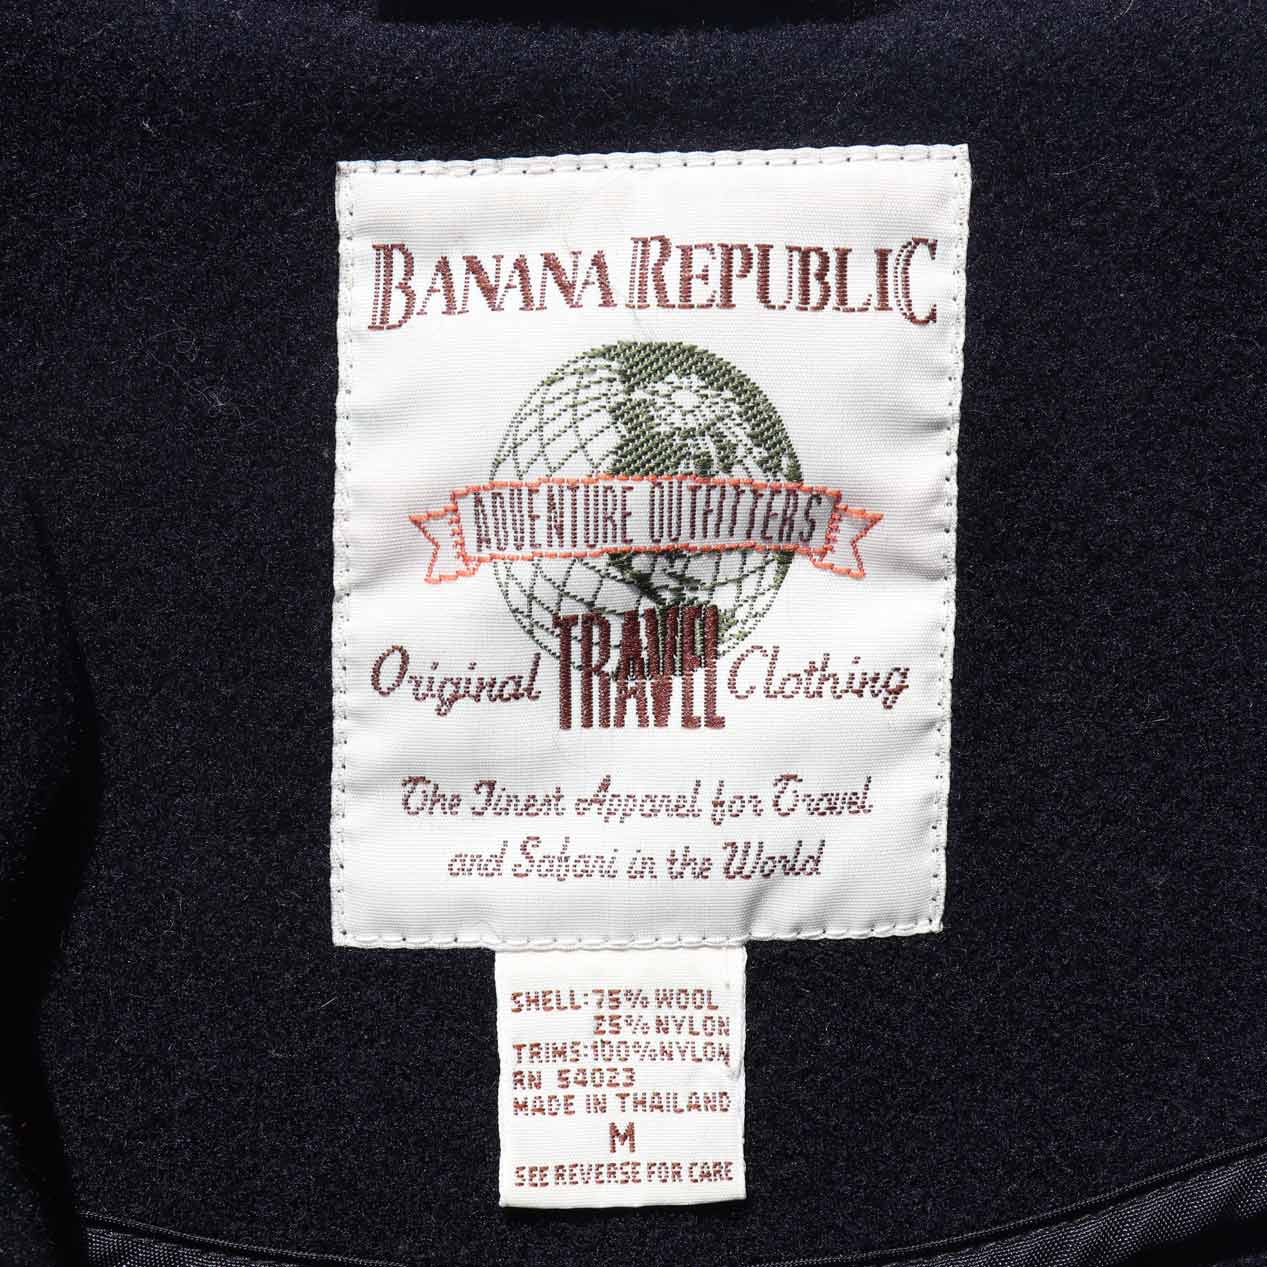 BANANA REPUBLIC
ADVENTURE OUTFITTERS
Original TRAVEL Clothing
The Finest Apparel for Travel
and Safari in the World
SHELL:75% WOOL
25% NYLON
TRIMS:100%NYLON
RN 54023
MADE IN THAILAND
M
SEE REVERSE FOR CARE